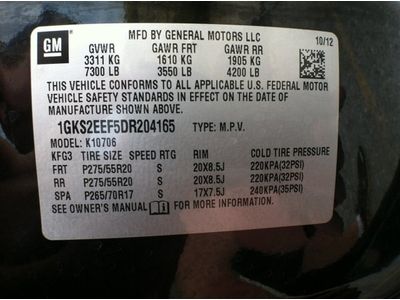 GM
MFD BY GENERAL MOTORS LLC
10/12
GVWR GAWR FRT GAWR RR
3311 KG 1610 KG 1905 KG
7300 LB 3550 LB 4200 LB
THIS VEHICLE CONFORMS TO ALL APPLICABLE U.S. FEDERAL MOTOR
VEHICLE SAFETY STANDARDS IN EFFECT ON THE DATE OF
MANUFACTURE SHOWN ABOVE.
1GKS2EEF5DR204165 TYPE: M.P.V.
MODEL: K10706
KFG3 TIRE SIZE SPEED RTG RIM COLD TIRE PRESSURE
FRT P275/55R20 S 20X8.5J 220KPA(32PSI)
RR P275/55R20 S 20X8.5J 220KPA(32PSI)
SPA P265/70R17 S 17X7.5J 240KPA(35PSI)
SEE OWNER'S MANUAL FOR MORE INFORMATION